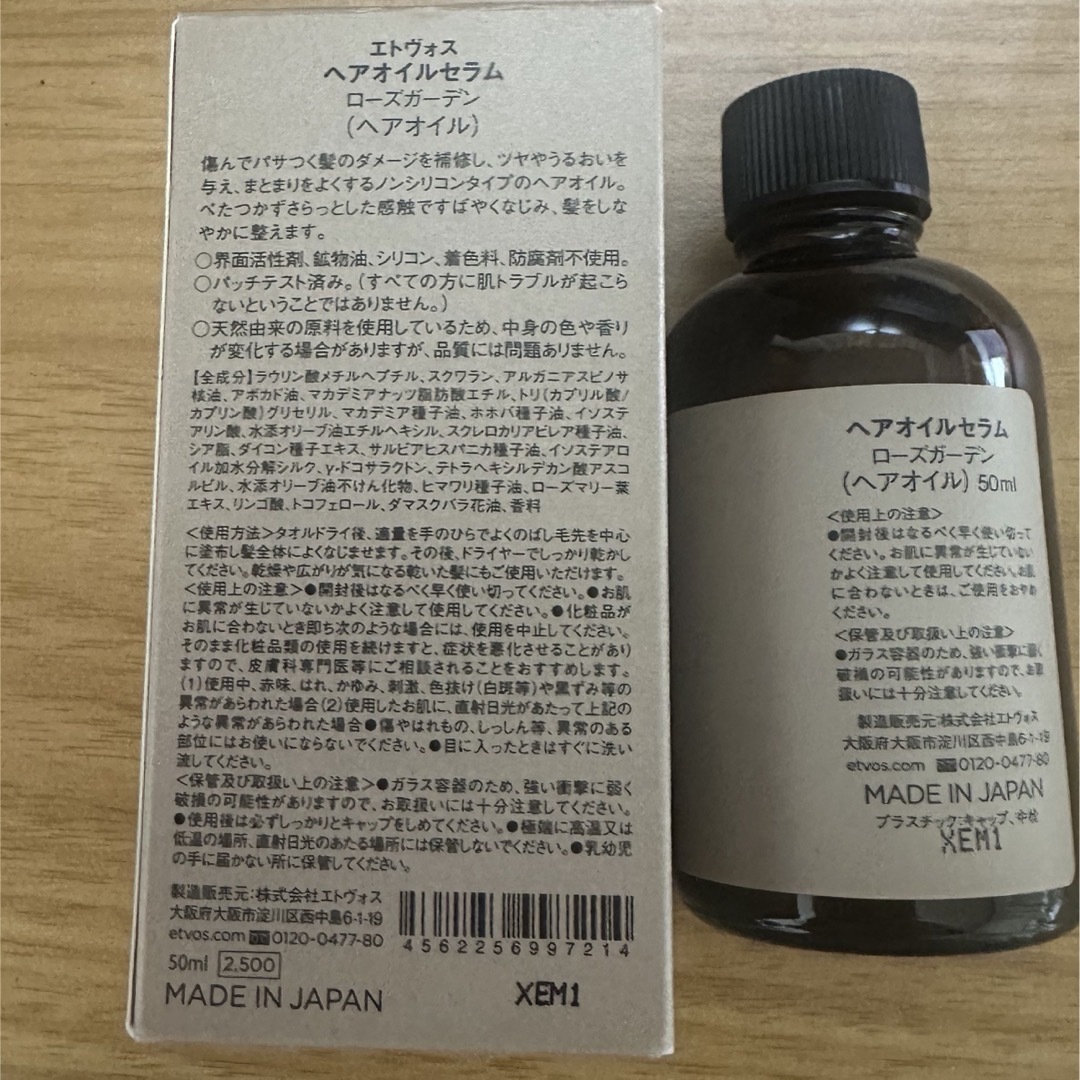 エトヴォス
ヘアオイルセラム
ローズガーデン
(ヘアオイル)
傷んでパサつく髪のダメージを補修し、ツヤやうるおいを
与え、まとまりをよくするノンシリコンタイプのヘアオイル。
べたつかずさらっとした感触ですばやくなじみ、髪をしな
やかに整えます。
○界面活性剤、鉱物油、シリコン、着色料、防腐剤不使用。
○パッチテスト済み。(すべての方に肌トラブルが起こら
ないということではありません。)
○天然由来の原料を使用しているため、中身の色や香り
が変化する場合がありますが、品質には問題ありません。
【全成分】ラウリン酸メチルヘプチル、スクワラン、アルガニアスピノサ
核油、アボカド油、マカデミアナッツ脂肪酸エチル、トリ(カプリル酸/
カプリン酸)グリセリル、マカデミア種子油、ホホバ種子油、イソステ
アリン酸、水添オリーブ油エチルヘキシル、スクレロカリアビレア種子油、
シア脂、ダイコン種子エキス、サルビアヒスパニカ種子油、イソステアロ
イル加水分解シルク、γ-ドコサラクトン、テトラヘキシルデカン酸アスコ
ルビル、水添オリーブ油不けん化物、ヒマワリ種子油、ローズマリー葉
エキス、リンゴ酸、トコフェロール、ダマスクバラ花油、香料
<使用方法>タオルドライ後、適量を手のひらでよくのばし毛先を中心
に塗布し髪全体によくなじませます。その後、ドライヤーでしっかり乾かし
てください。乾燥や広がりが気になる乾いた髪にもご使用いただけます。
<使用上の注意>●開封後はなるべく早く使い切ってください。●お肌
に異常が生じていないかよく注意して使用してください。●化粧品が
お肌に合わないとき即ち次のような場合には、使用を中止してください。
そのまま化粧品類の使用を続けますと、症状を悪化させることがあり
ますので、皮膚科専門医等にご相談されることをおすすめします。
(1)使用中、赤味、はれ、かゆみ、刺激、色抜け(白斑等)や黒ずみ等の
異常があらわれた場合(2)使用したお肌に、直射日光があたって上記の
ような異常があらわれた場合●傷やはれもの、しっしん等、異常のある
部位にはお使いにならないでください。●目に入ったときはすぐに洗い
流してください。
<保管及び取扱い上の注意>●ガラス容器のため、強い衝撃に弱く
破損の可能性がありますので、お取扱いには十分注意してください。
●使用後は必ずしっかりとキャップをしめてください。●極端に高温又は
低温の場所、直射日光のあたる場所には保管しないでください。●乳幼児
の手に届かない所に保管してください。
製造販売元:株式会社エトヴォス
大阪府大阪市淀川区西中島6-1-19
etvos.com 0120-0477-80
50ml 2,500
MADE IN JAPAN
4562256997214
XEM1
ヘアオイルセラム
ローズガーデン
(ヘアオイル) 50ml
<使用上の注意>
●開封後はなるべく早く使い切って
ください。お肌に異常が生じていない
かよく注意して使用してください。お肌
に合わないときは、ご使用をおやめ
ください。
<保管及び取扱い上の注意>
●ガラス容器のため、強い衝撃に弱く
破損の可能性がありますので、お取
扱いには十分注意してください。
製造販売元:株式会社エトヴォス
大阪府大阪市淀川区西中島6-1-19
etvos.com 0120-0477-80
MADE IN JAPAN
プラスチック:キャップ、中栓
XEM1